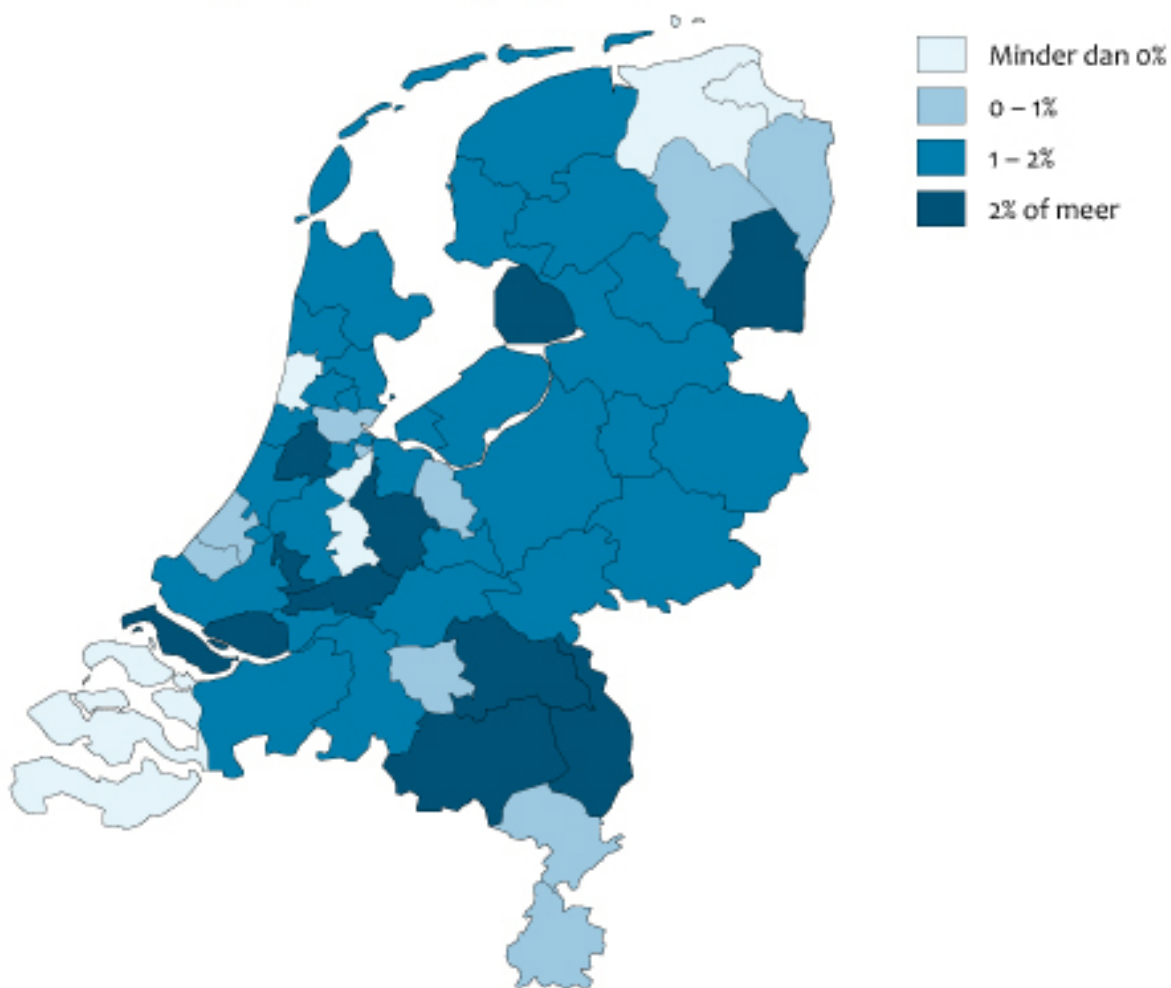 Minder dan 0%
0 – 1%
1 – 2%
2% of meer